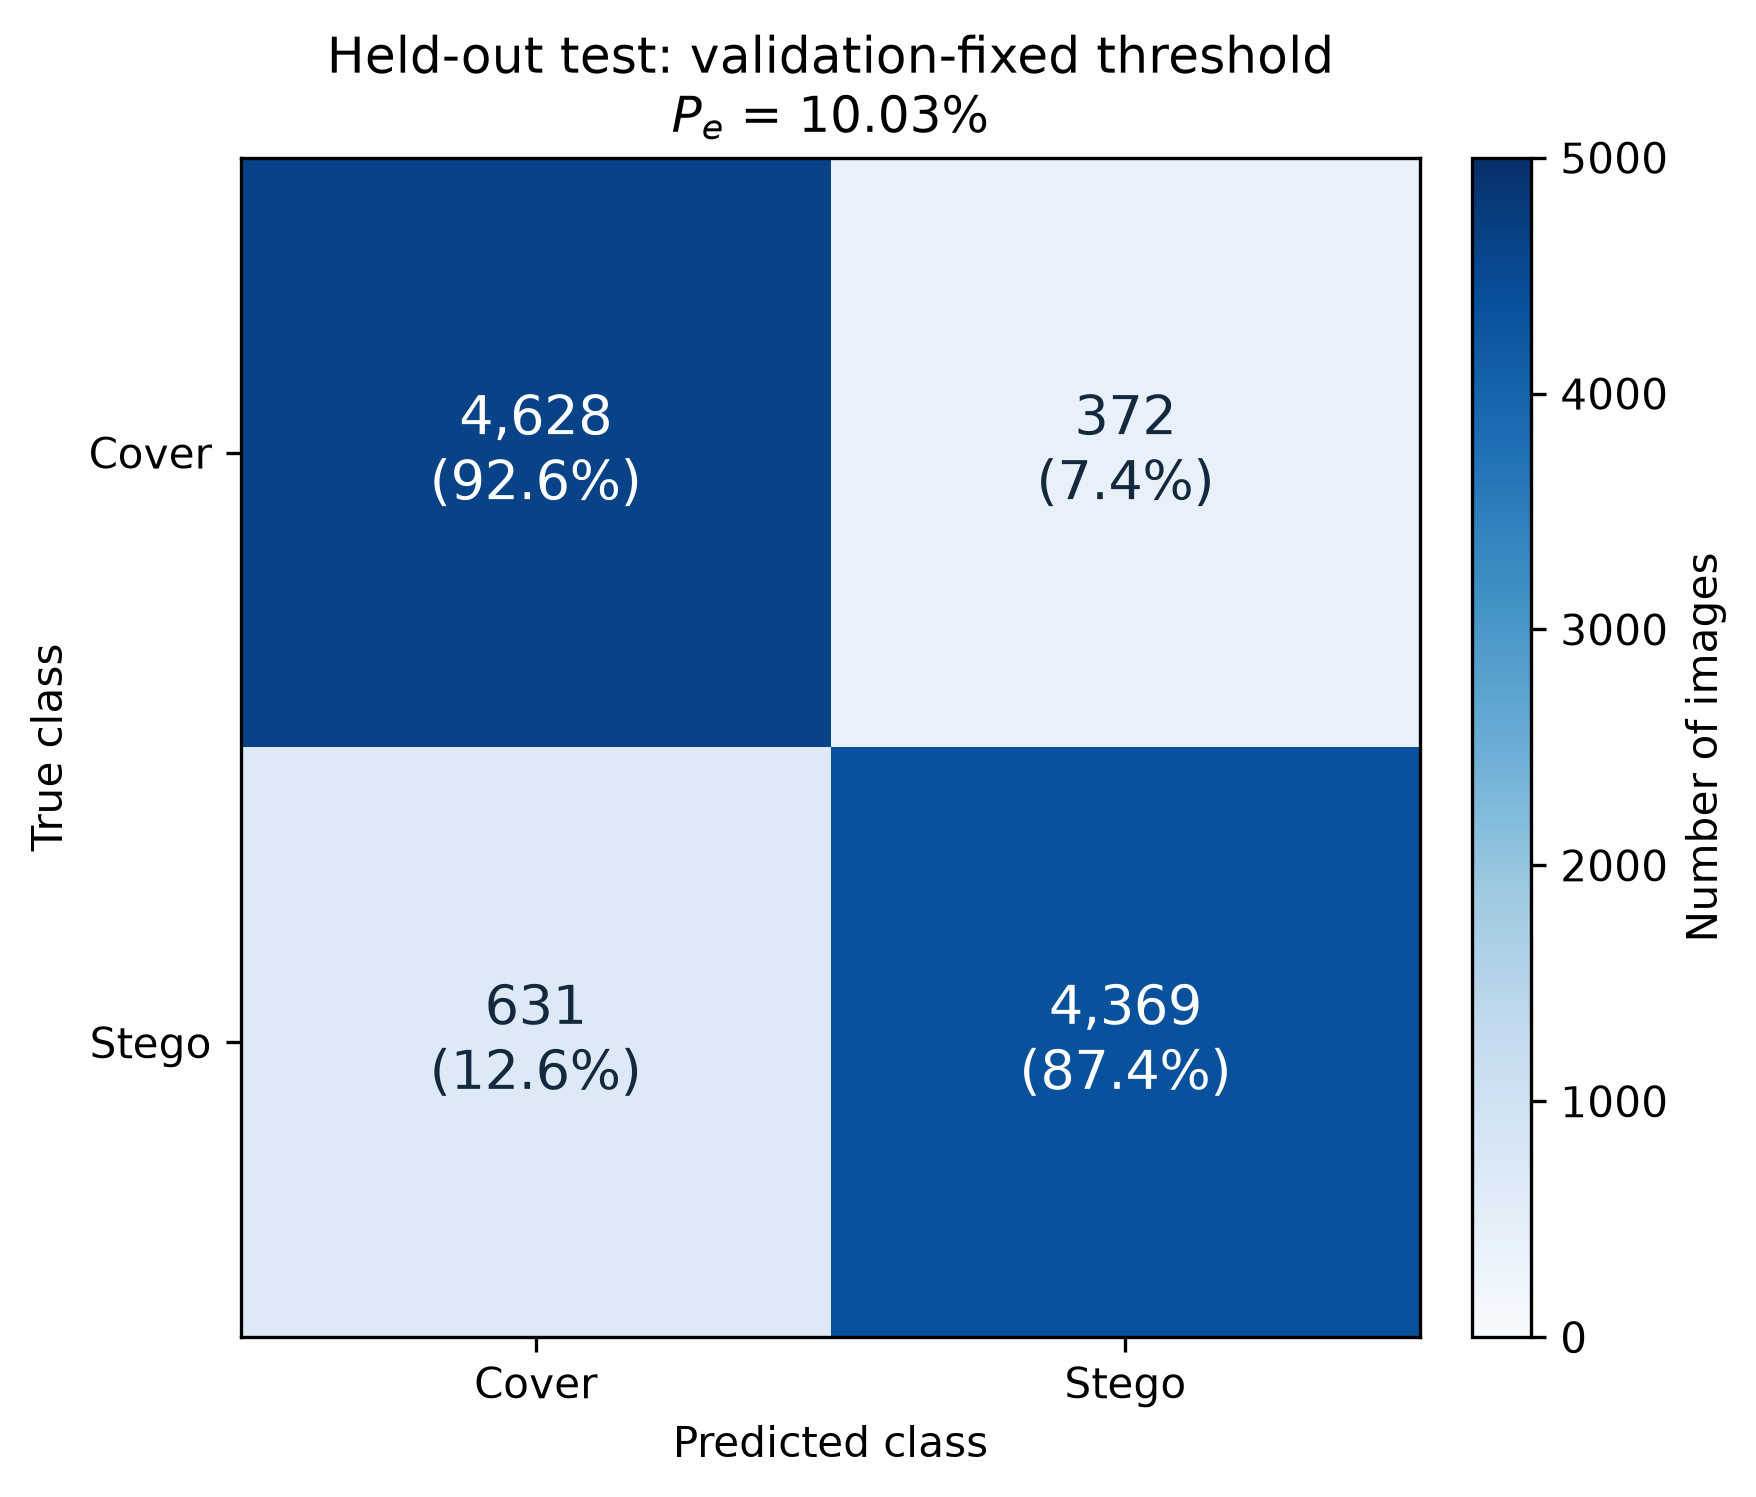 Held-out test: validation-fixed threshold
Pₑ = 10.03%
5000
4000
3000
2000
1000
0
Number of images
True class
Cover
4,628
(92.6%)
372
(7.4%)
Stego
631
(12.6%)
4,369
(87.4%)
Cover
Stego
Predicted class